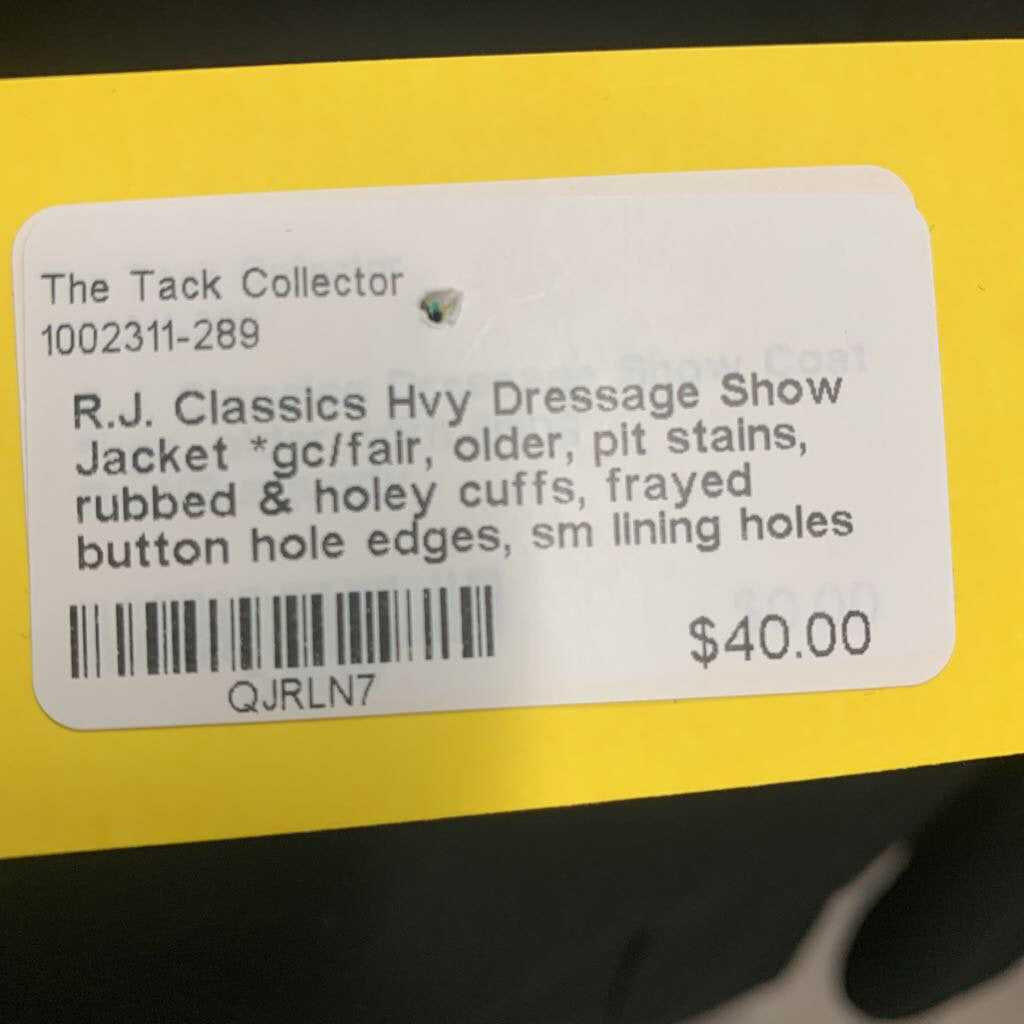 The Tack Collector
1002311-289
R.J. Classics Hvy Dressage Show
Jacket *gc/fair, older, pit stains,
rubbed & holey cuffs, frayed
button hole edges, sm lining holes
QJRLN7
$40.00